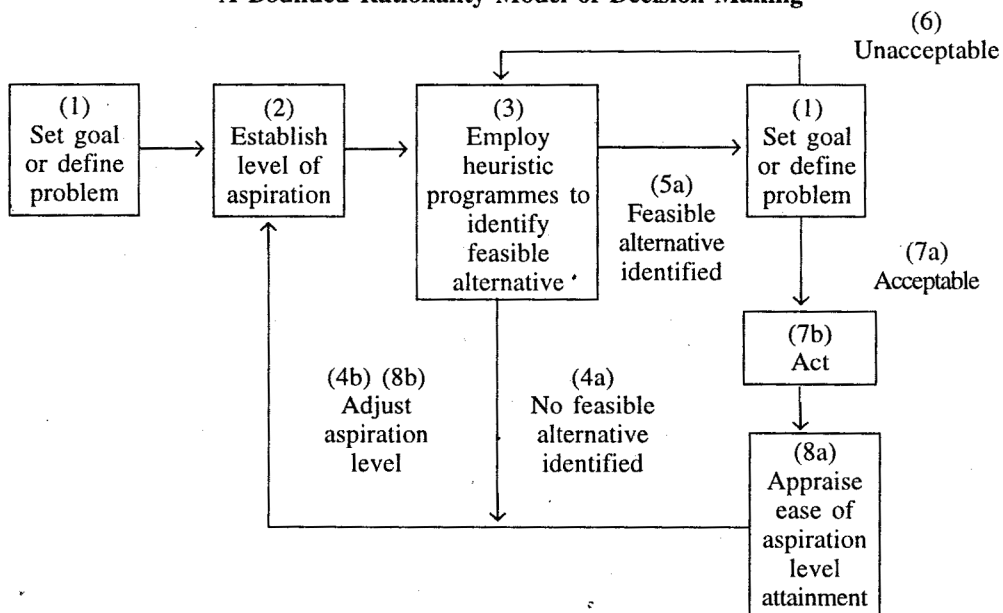 A Bounded Rationality Model of Decision Making
(6)
Unacceptable
(1)
Set goal
or define
problem
(2)
Establish
level of
aspiration
(3)
Employ
heuristic
programmes to
identify
feasible
alternative
(5a)
Feasible
alternative
identified
(1)
Set goal
or define
problem
(7a)
Acceptable
(7b)
Act
(4b) (8b)
Adjust
aspiration
level
(4a)
No feasible
alternative
identified
(8a)
Appraise
ease of
aspiration
level
attainment